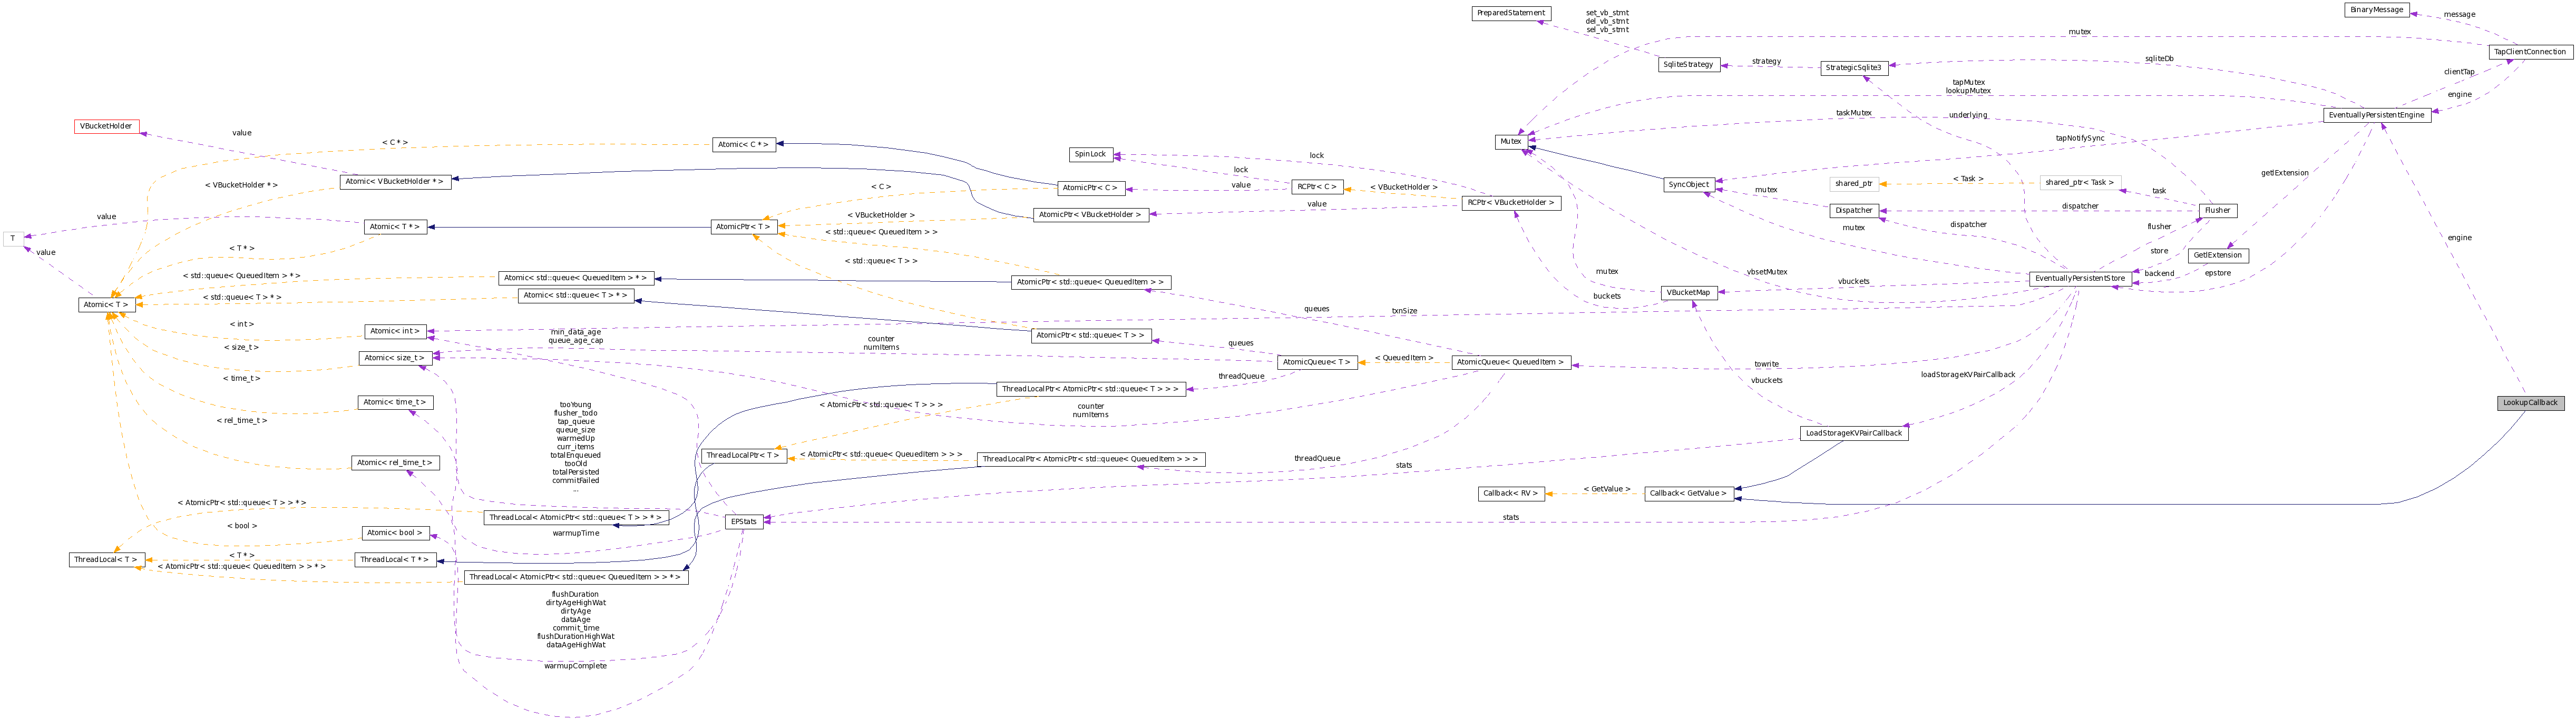 PreparedStatement
set_vb_stmt
del_vb_stmt
sel_vb_stmt
BinaryMessage
message
mutex
TapClientConnection
SqliteStrategy
strategy
StrategicSqlite3
sqliteDb
clientTap
engine
tapMutex
lookupMutex
EventuallyPersistentEngine
taskMutex
underlying
VBucketHolder
value
tapNotifySync
< C * >
Atomic< C * >
Mutex
SpinLock
lock
lock
getlExtension
< VBucketHolder * >
Atomic< VBucketHolder * >
< C >
AtomicPtr< C >
value
RCPtr< C >
< VBucketHolder >
SyncObject
mutex
shared_ptr
< Task >
shared_ptr< Task >
task
RCPtr< VBucketHolder >
value
value
< VBucketHolder >
AtomicPtr< VBucketHolder >
Dispatcher
dispatcher
Flusher
engine
T
Atomic< T * >
AtomicPtr< T >
< std::queue< QueuedItem > >
mutex
dispatcher
flusher
value
< T * >
< std::queue< T > >
store
GetlExtension
< std::queue< QueuedItem > * >
Atomic< std::queue< QueuedItem > * >
AtomicPtr< std::queue< QueuedItem > >
mutex
vbsetMutex
EventuallyPersistentStore
backend
epstore
vbuckets
Atomic< T >
< std::queue< T > * >
Atomic< std::queue< T > * >
VBucketMap
buckets
queues
txnSize
< int >
Atomic< int >
min_data_age
queue_age_cap
AtomicPtr< std::queue< T > >
counter
numItems
queues
< size_t >
Atomic< size_t >
AtomicQueue< T >
< QueuedItem >
AtomicQueue< QueuedItem >
towrite
loadStorageKVPairCallback
vbuckets
< time_t >
threadQueue
ThreadLocalPtr< AtomicPtr< std::queue< T > > >
Atomic< time_t >
LookupCallback
tooYoung
flusher_todo
tap_queue
queue_size
warmedUp
curr_items
totalEnqueued
tooOld
totalPersisted
commitFailed
...
< AtomicPtr< std::queue< T > > >
counter
numItems
< rel_time_t >
LoadStorageKVPairCallback
ThreadLocalPtr< T >
< AtomicPtr< std::queue< QueuedItem > > >
ThreadLocalPtr< AtomicPtr< std::queue< QueuedItem > > >
threadQueue
stats
Atomic< rel_time_t >
Callback< RV >
< GetValue >
Callback< GetValue >
< AtomicPtr< std::queue< T > > * >
ThreadLocal< AtomicPtr< std::queue< T > > * >
EPStats
stats
< bool >
Atomic< bool >
warmupTime
ThreadLocal< T >
< T * >
ThreadLocal< T * >
< AtomicPtr< std::queue< QueuedItem > > * >
ThreadLocal< AtomicPtr< std::queue< QueuedItem > > * >
flushDuration
dirtyAgeHighWat
dirtyAge
dataAge
commit_time
flushDurationHighWat
dataAgeHighWat
warmupComplete